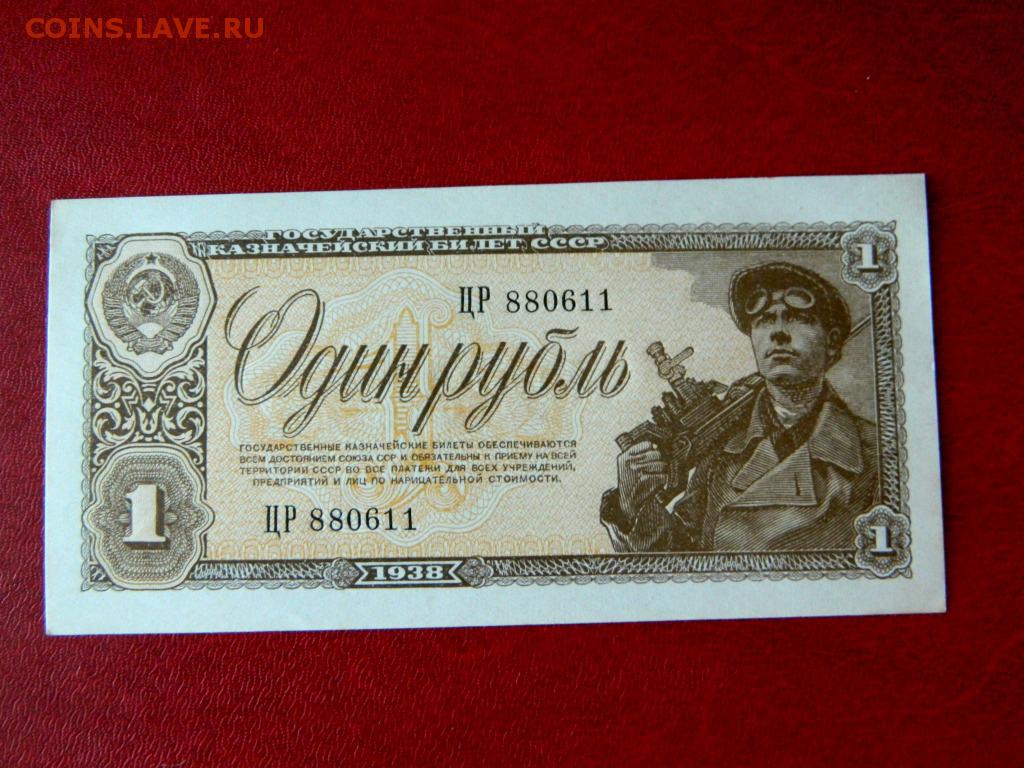 COINS.LAVE.RU
ГОСУДАРСТВЕННЫЙ
КАЗНАЧЕЙСКИЙ БИЛЕТ СССР
1
ЦР 880611
Один рубль
ГОСУДАРСТВЕННЫЕ КАЗНАЧЕЙСКИЕ БИЛЕТЫ ОБЕСПЕЧИВАЮТСЯ
ВСЕМ ДОСТОЯНИЕМ СОЮЗА ССР И ОБЯЗАТЕЛЬНЫ К ПРИЕМУ НА ВСЕЙ
ТЕРРИТОРИИ СССР ВО ВСЕ ПЛАТЕЖИ ДЛЯ ВСЕХ УЧРЕЖДЕНИЙ,
ПРЕДПРИЯТИЙ И ЛИЦ ПО НАРИЦАТЕЛЬНОЙ СТОИМОСТИ.
1
ЦР 880611
1
1938